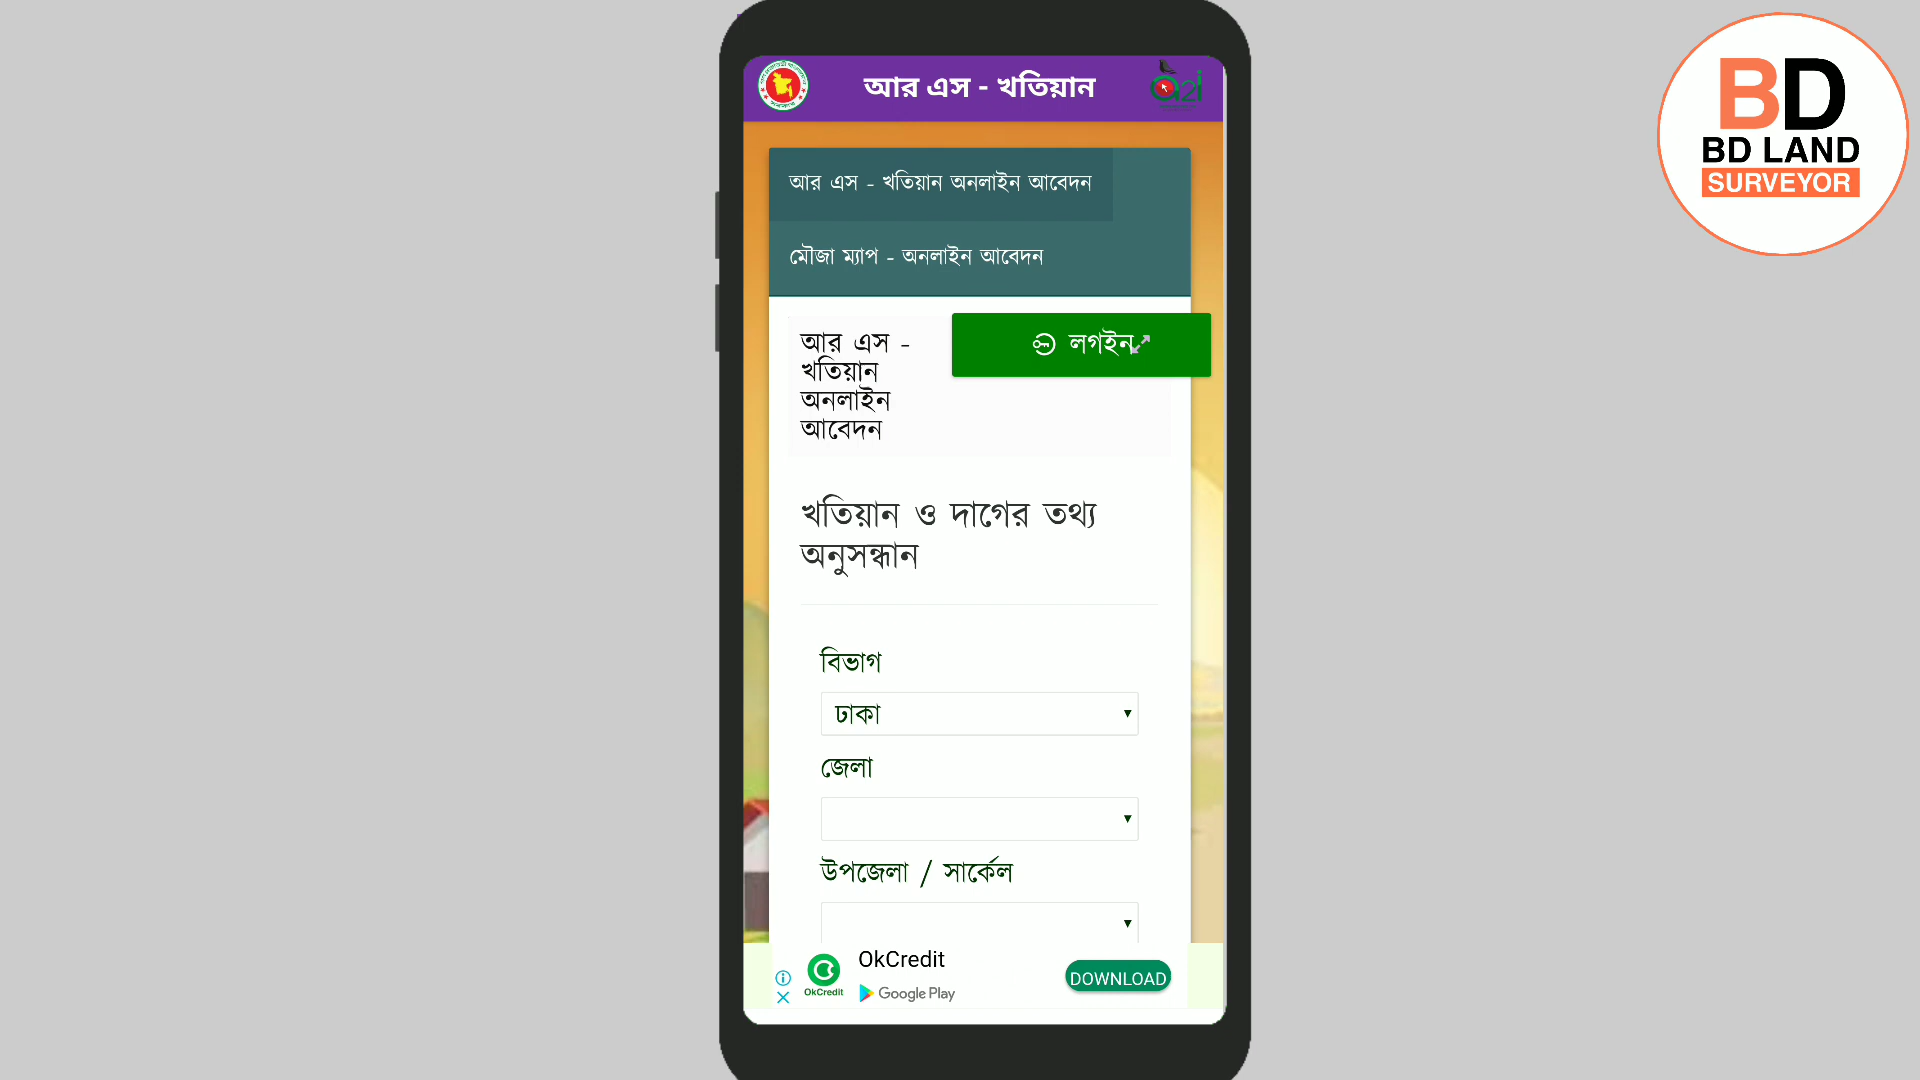 আর এস - খতিয়ান
a2i
BD
BD LAND
SURVEYOR
আর এস - খতিয়ান অনলাইন আবেদন
মৌজা ম্যাপ - অনলাইন আবেদন
আর এস -
খতিয়ান
অনলাইন
আবেদন
লগইন
খতিয়ান ও দাগের তথ্য
অনুসন্ধান
বিভাগ
ঢাকা
জেলা
উপজেলা / সার্কেল
OkCredit
OkCredit
Google Play
DOWNLOAD